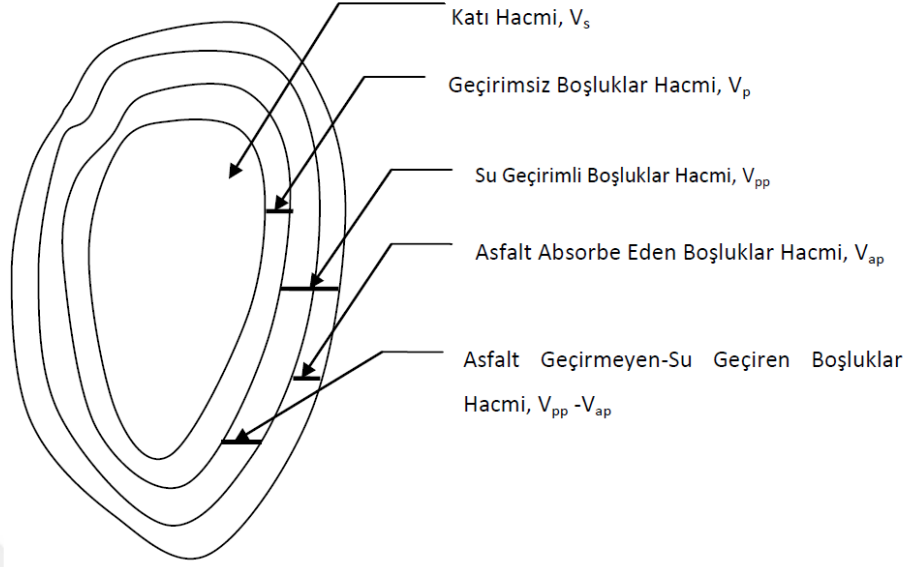 Katı Hacmi, Vₛ
Geçirimsiz Boşluklar Hacmi, Vₚ
Su Geçirimli Boşluklar Hacmi, Vₚₚ
Asfalt Absorbe Eden Boşluklar Hacmi, Vₐₚ
Asfalt Geçirmeyen-Su Geçiren Boşluklar
Hacmi, Vₚₚ -Vₐₚ